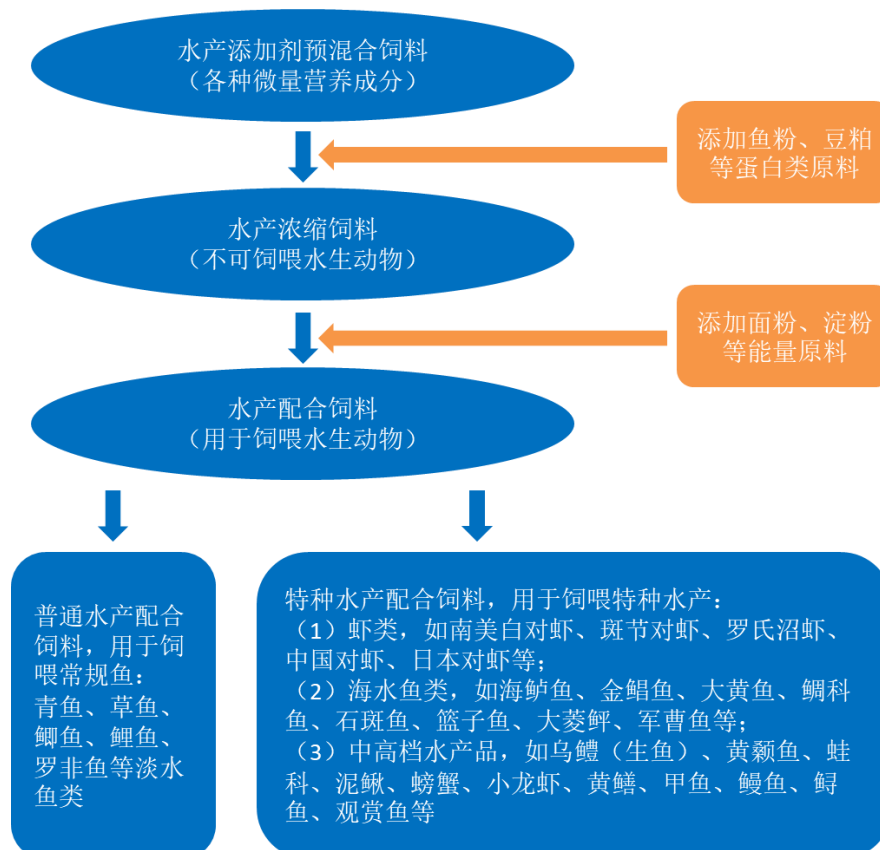 水产添加剂预混合饲料
（各种微量营养成分）
添加鱼粉、豆粕
等蛋白类原料
水产浓缩饲料
（不可饲喂水生动物）
添加面粉、淀粉
等能量原料
水产配合饲料
（用于饲喂水生动物）
普通水产配合
饲料，用于饲
喂常规鱼：
青鱼、草鱼、
鲫鱼、鲤鱼、
罗非鱼等淡水
鱼类
特种水产配合饲料，用于饲喂特种水产：
（1）虾类，如南美白对虾、斑节对虾、罗氏沼虾、
中国对虾、日本对虾等；
（2）海水鱼类，如海鲈鱼、金鲳鱼、大黄鱼、鲷科
鱼、石斑鱼、篮子鱼、大菱鲆、军曹鱼等；
（3）中高档水产品，如乌鳢（生鱼）、黄颡鱼、蛙
科、泥鳅、螃蟹、小龙虾、黄鳝、甲鱼、鳗鱼、鲟
鱼、观赏鱼等